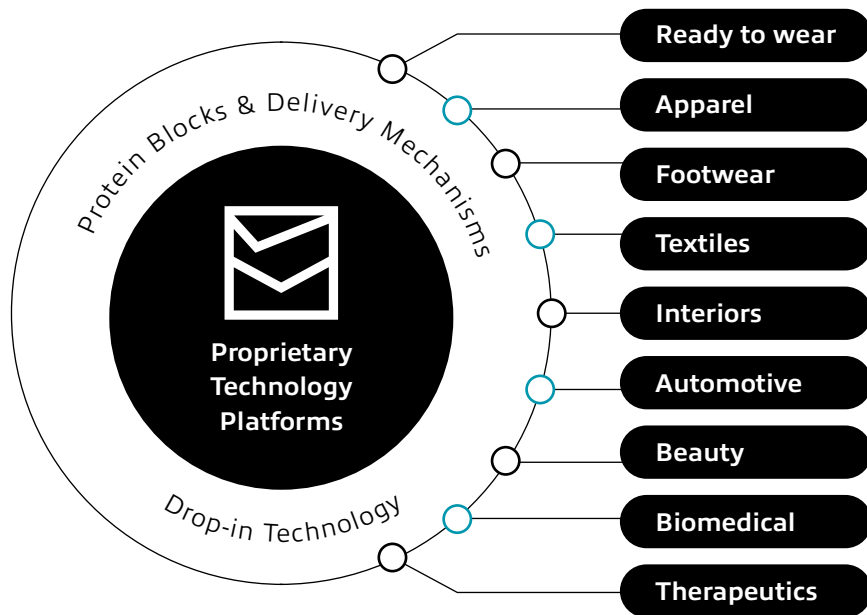 Protein Blocks & Delivery Mechanisms
Proprietary
Technology
Platforms
Drop-in Technology
Ready to wear
Apparel
Footwear
Textiles
Interiors
Automotive
Beauty
Biomedical
Therapeutics